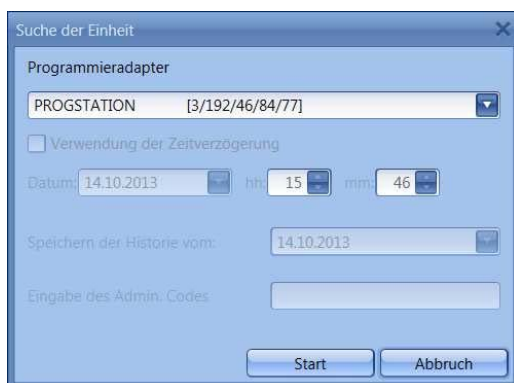 Suche der Einheit
Programmieradapter
PROGSTATION [3/192/46/84/77]
Verwendung der Zeitverzögerung
Datum: 14.10.2013 hh: 15 mm: 46
Speichern der Historie vom: 14.10.2013
Eingabe des Admin. Codes
Start Abbruch